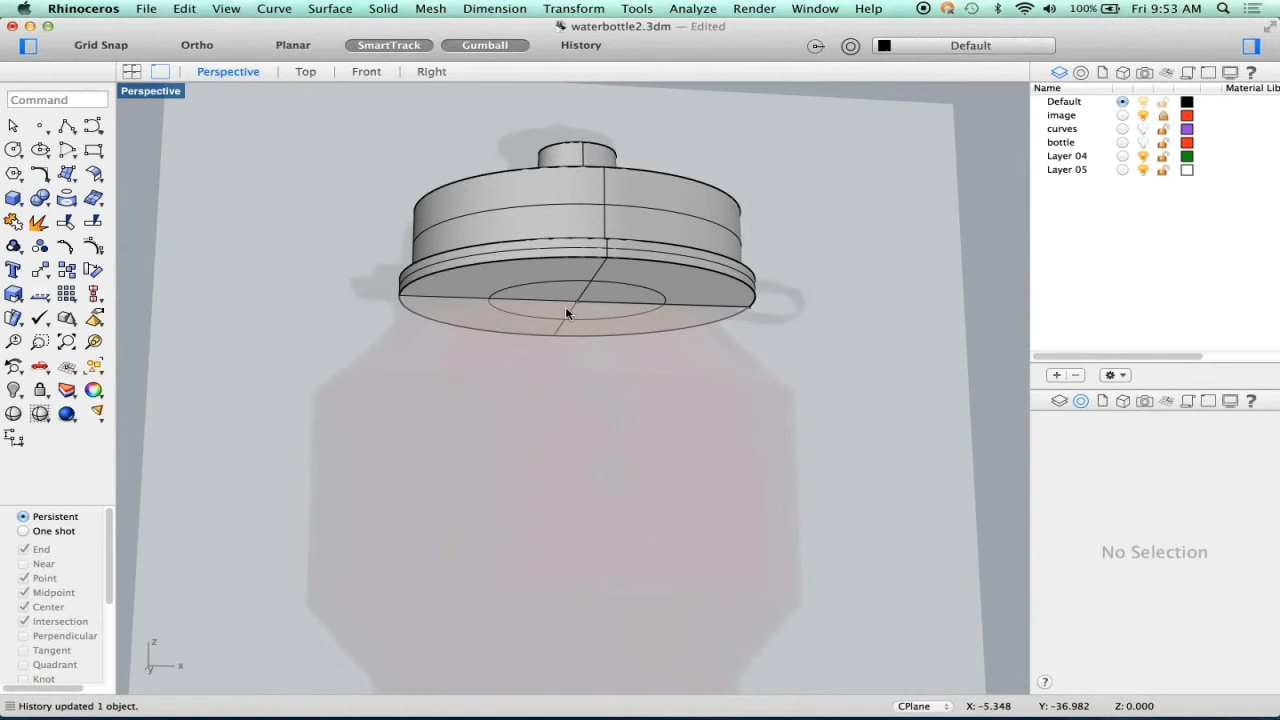 Rhinoceros File Edit View Curve Surface Solid Mesh Dimension Transform Tools Analyze Render Window Help 100% Fri 9:53 AM
waterbottle2.3dm — Edited
Grid Snap Ortho Planar SmartTrack Gumball History Default
Perspective Top Front Right
Perspective
Command
Name Material Lib
Default
image
curves
bottle
Layer 04
Layer 05
No Selection
Persistent
One shot
End
Near
Point
Midpoint
Center
Intersection
Perpendicular
Tangent
Quadrant
Knot
z
x
y
History updated 1 object. CPlane X: -5.348 Y: -36.982 Z: 0.000